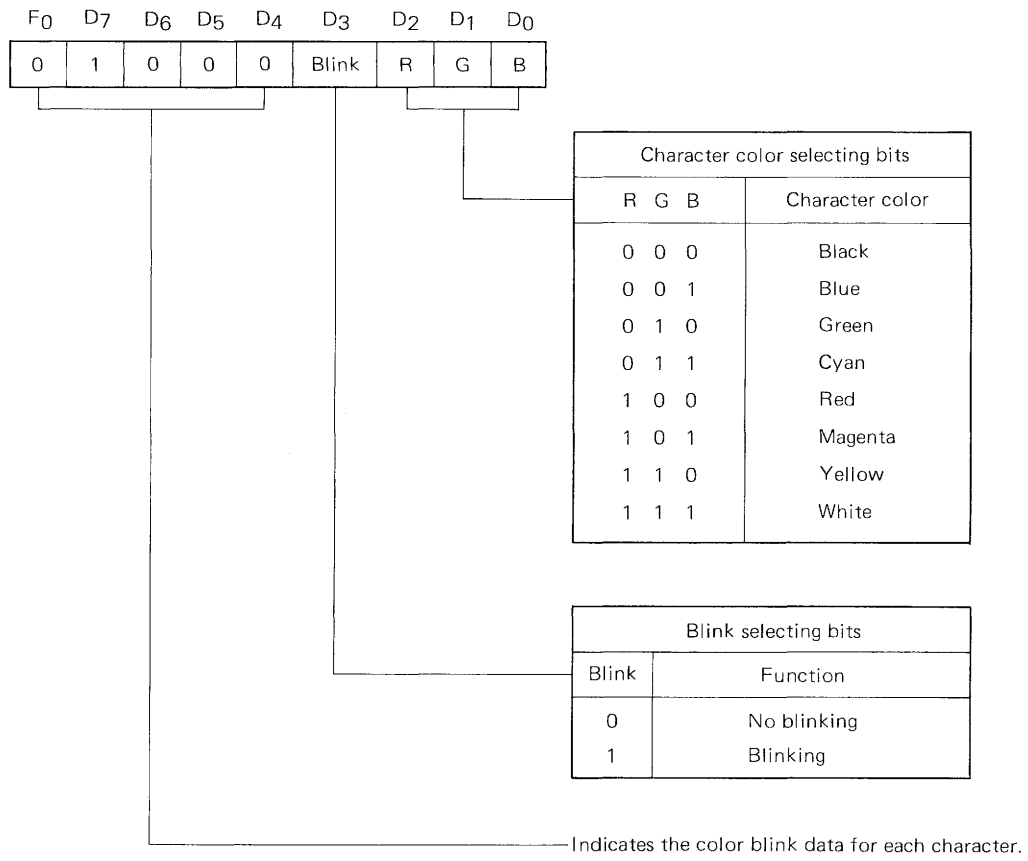 F0 D7 D6 D5 D4 D3 D2 D1 D0
0 1 0 0 0 Blink R G B
Character color selecting bits
R G B Character color
0 0 0 Black
0 0 1 Blue
0 1 0 Green
0 1 1 Cyan
1 0 0 Red
1 0 1 Magenta
1 1 0 Yellow
1 1 1 White
Blink selecting bits
Blink Function
0 No blinking
1 Blinking
Indicates the color blink data for each character.